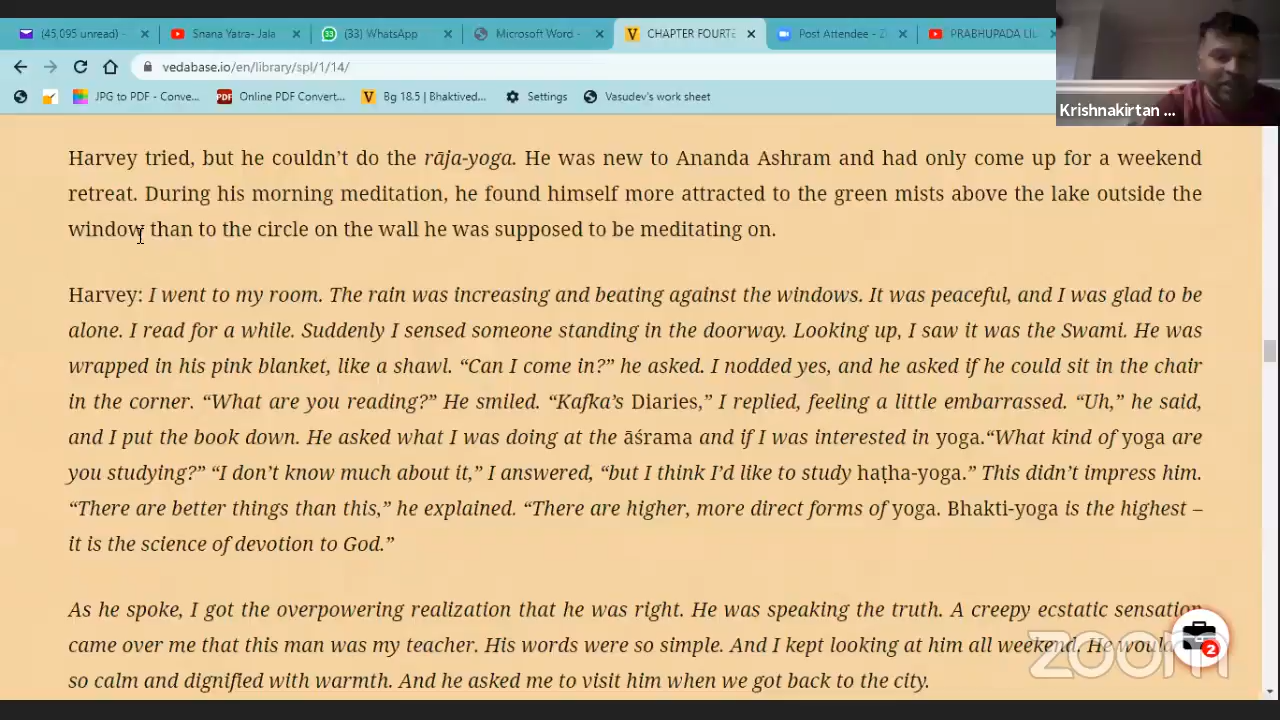 (45,095 unread) -
Snana Yatra- Jala
(33) WhatsApp
Microsoft Word -
CHAPTER FOURTE
Post Attendee - Z
PRABHUPADA LIL
vedabase.io/en/library/spl/1/14/
JPG to PDF - Conve...
PDF Online PDF Convert...
Bg 18.5 | Bhaktived...
Settings
Vasudev's work sheet
Krishnakirtan ...
Harvey tried, but he couldn’t do the rāja-yoga. He was new to Ananda Ashram and had only come up for a weekend
retreat. During his morning meditation, he found himself more attracted to the green mists above the lake outside the
window than to the circle on the wall he was supposed to be meditating on.
Harvey: I went to my room. The rain was increasing and beating against the windows. It was peaceful, and I was glad to be
alone. I read for a while. Suddenly I sensed someone standing in the doorway. Looking up, I saw it was the Swami. He was
wrapped in his pink blanket, like a shawl. “Can I come in?” he asked. I nodded yes, and he asked if he could sit in the chair
in the corner. “What are you reading?” He smiled. “Kafka’s Diaries,” I replied, feeling a little embarrassed. “Uh,” he said,
and I put the book down. He asked what I was doing at the āśrama and if I was interested in yoga.“What kind of yoga are
you studying?” “I don’t know much about it,” I answered, “but I think I’d like to study haṭha-yoga.” This didn’t impress him.
“There are better things than this,” he explained. “There are higher, more direct forms of yoga. Bhakti-yoga is the highest –
it is the science of devotion to God.”
As he spoke, I got the overpowering realization that he was right. He was speaking the truth. A creepy ecstatic sensation
came over me that this man was my teacher. His words were so simple. And I kept looking at him all weekend. He would
so calm and dignified with warmth. And he asked me to visit him when we got back to the city.
2
zoom